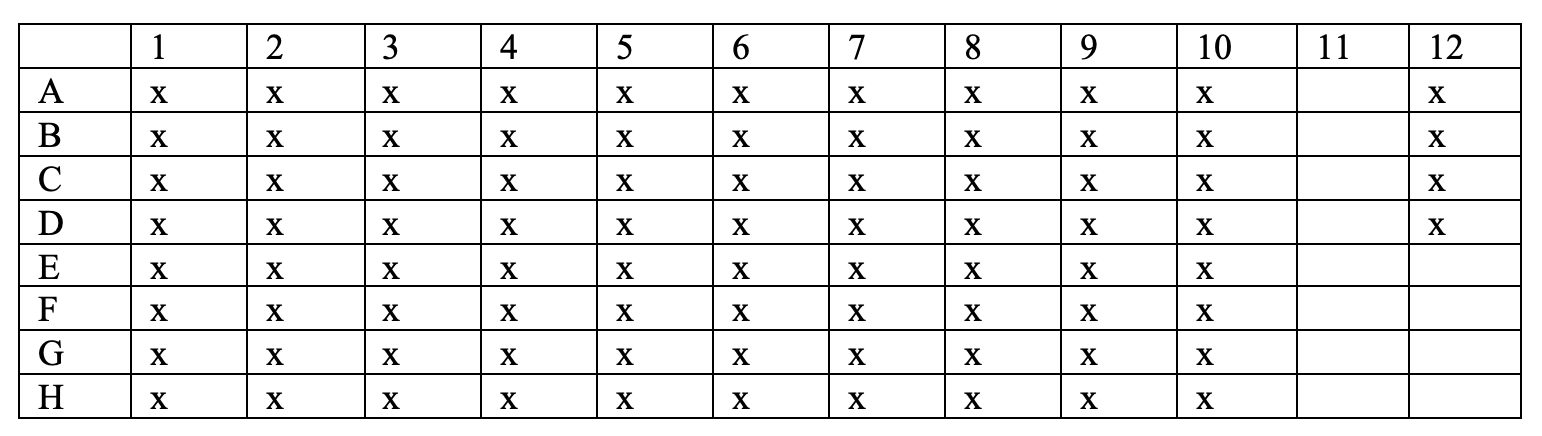 1 2 3 4 5 6 7 8 9 10 11 12
A x x x x x x x x x x x
B x x x x x x x x x x x
C x x x x x x x x x x x
D x x x x x x x x x x x
E x x x x x x x x x x
F x x x x x x x x x x
G x x x x x x x x x x
H x x x x x x x x x x